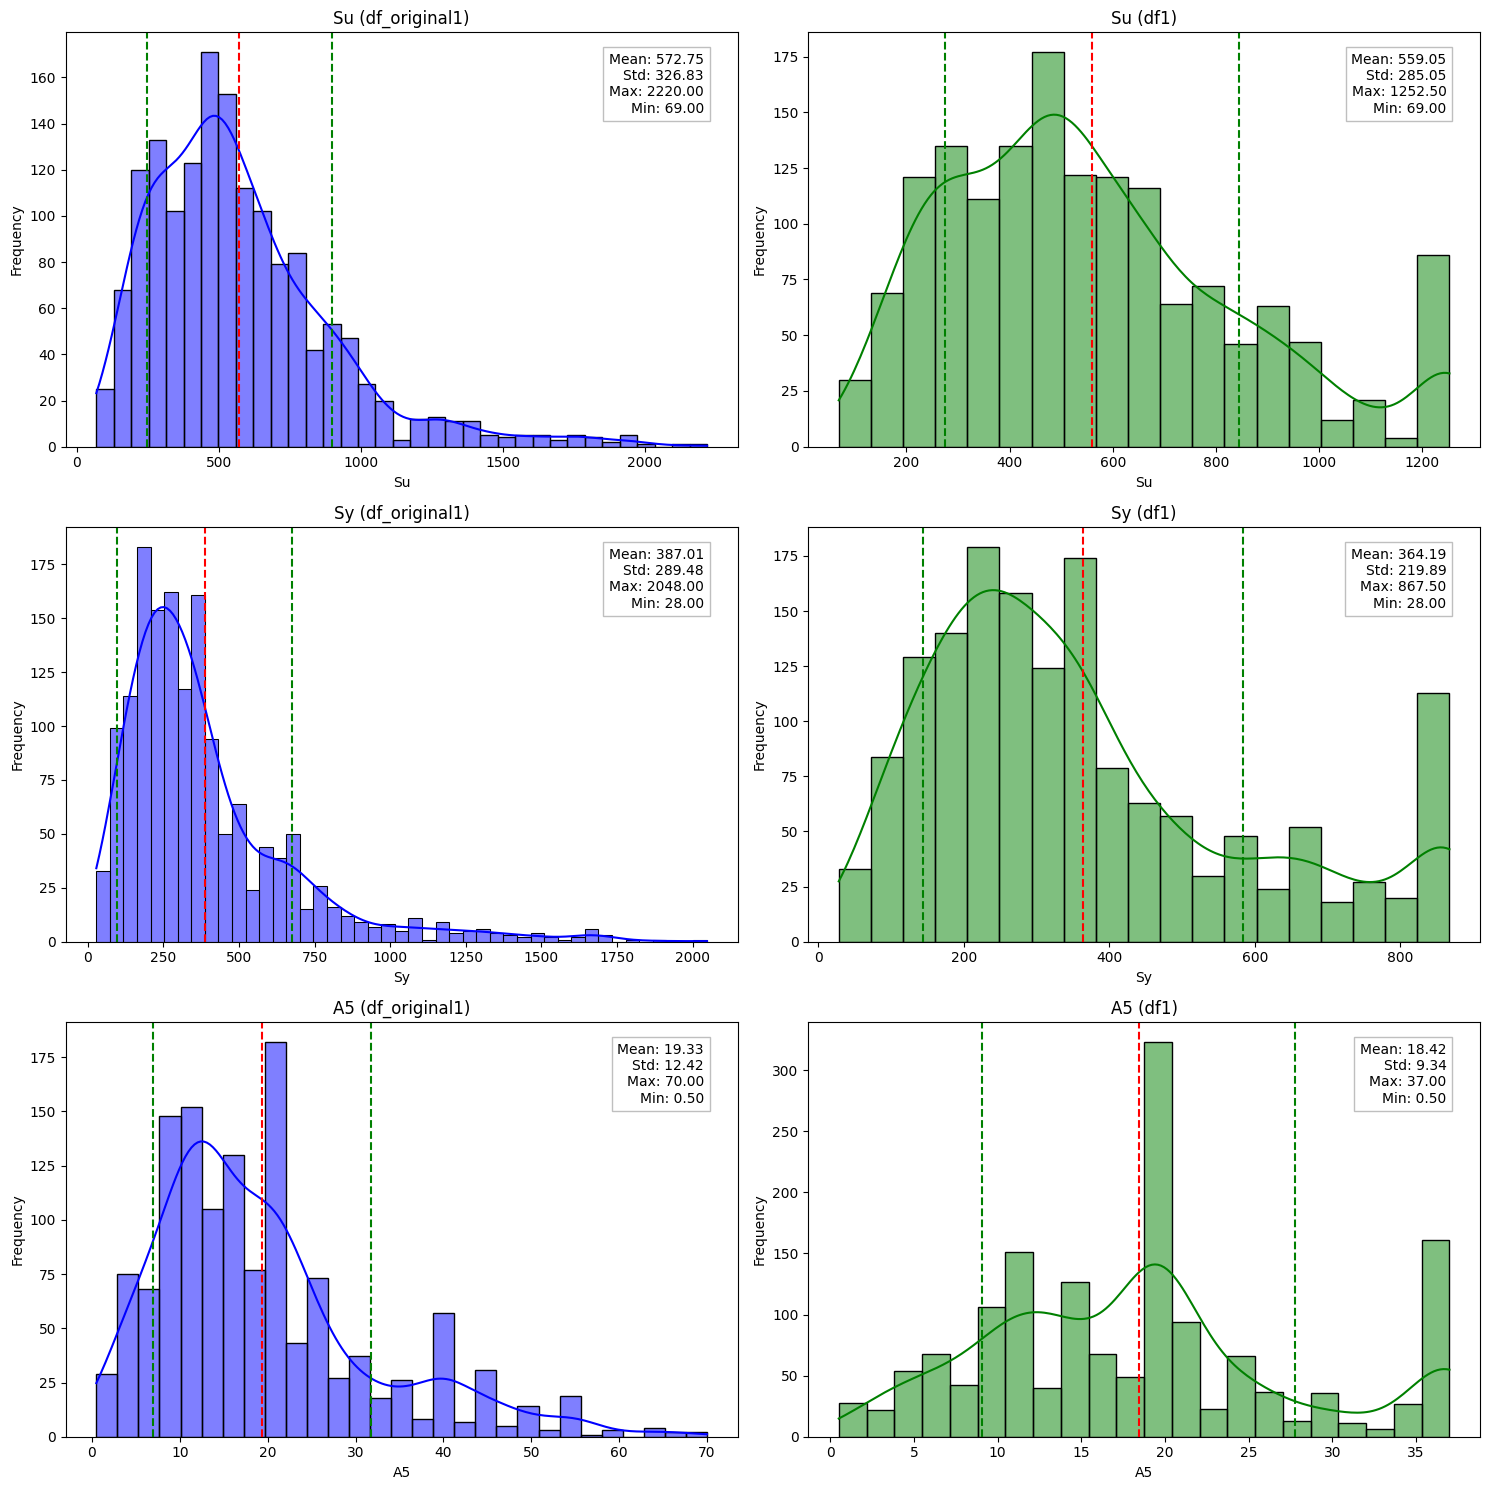 Su (df_original1)
Mean: 572.75
Std: 326.83
Max: 2220.00
Min: 69.00
Frequency
160
140
120
100
80
60
40
20
0
0 500 1000 1500 2000
Su
Su (df1)
Mean: 559.05
Std: 285.05
Max: 1252.50
Min: 69.00
Frequency
175
150
125
100
75
50
25
0
200 400 600 800 1000 1200
Su
Sy (df_original1)
Mean: 387.01
Std: 289.48
Max: 2048.00
Min: 28.00
Frequency
175
150
125
100
75
50
25
0
0 250 500 750 1000 1250 1500 1750 2000
Sy
Sy (df1)
Mean: 364.19
Std: 219.89
Max: 867.50
Min: 28.00
Frequency
175
150
125
100
75
50
25
0
0 200 400 600 800
Sy
A5 (df_original1)
Mean: 19.33
Std: 12.42
Max: 70.00
Min: 0.50
Frequency
175
150
125
100
75
50
25
0
0 10 20 30 40 50 60 70
A5
A5 (df1)
Mean: 18.42
Std: 9.34
Max: 37.00
Min: 0.50
Frequency
300
250
200
150
100
50
0
0 5 10 15 20 25 30 35
A5